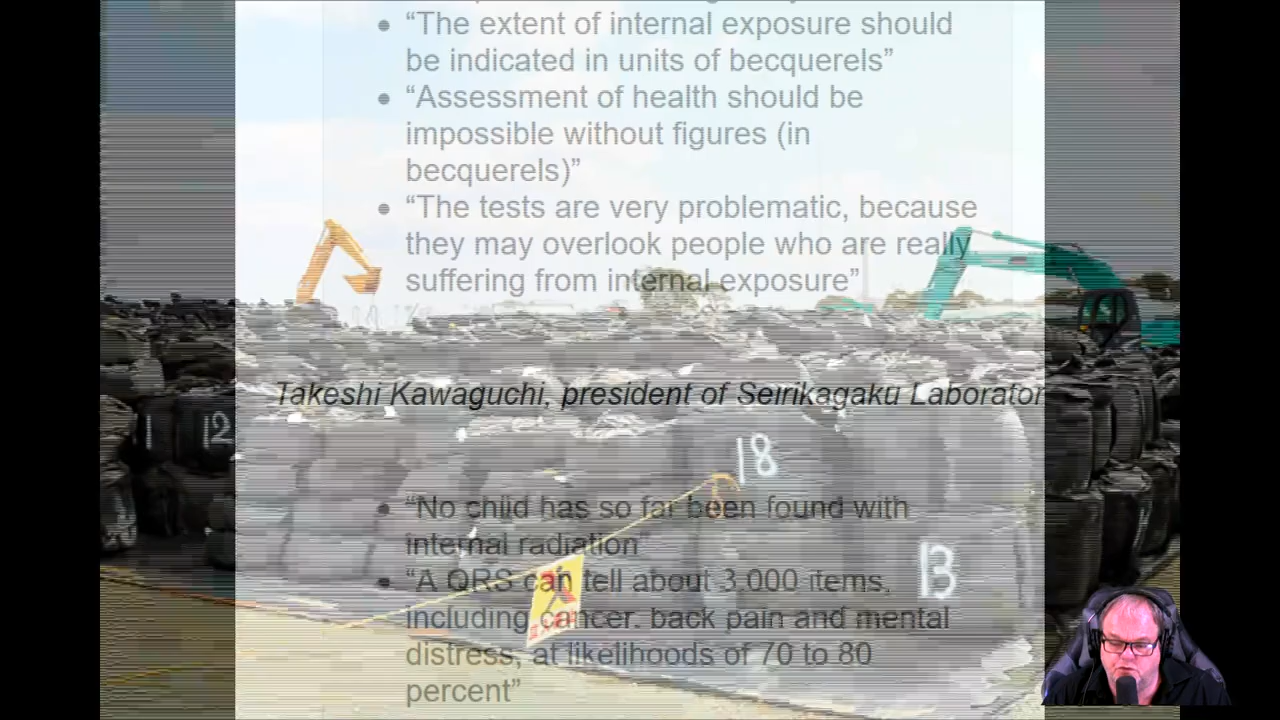 • “The extent of internal exposure should
be indicated in units of becquerels”
• “Assessment of health should be
impossible without figures (in
becquerels)”
• “The tests are very problematic, because
they may overlook people who are really
suffering from internal exposure”
Takeshi Kawaguchi, president of Seirikagaku Laborator
• “No child has so far been found with
internal radiation”
• “A QRS can tell about 3,000 items,
including cancer, back pain and mental
distress, at likelihoods of 70 to 80
percent”
12
18
13